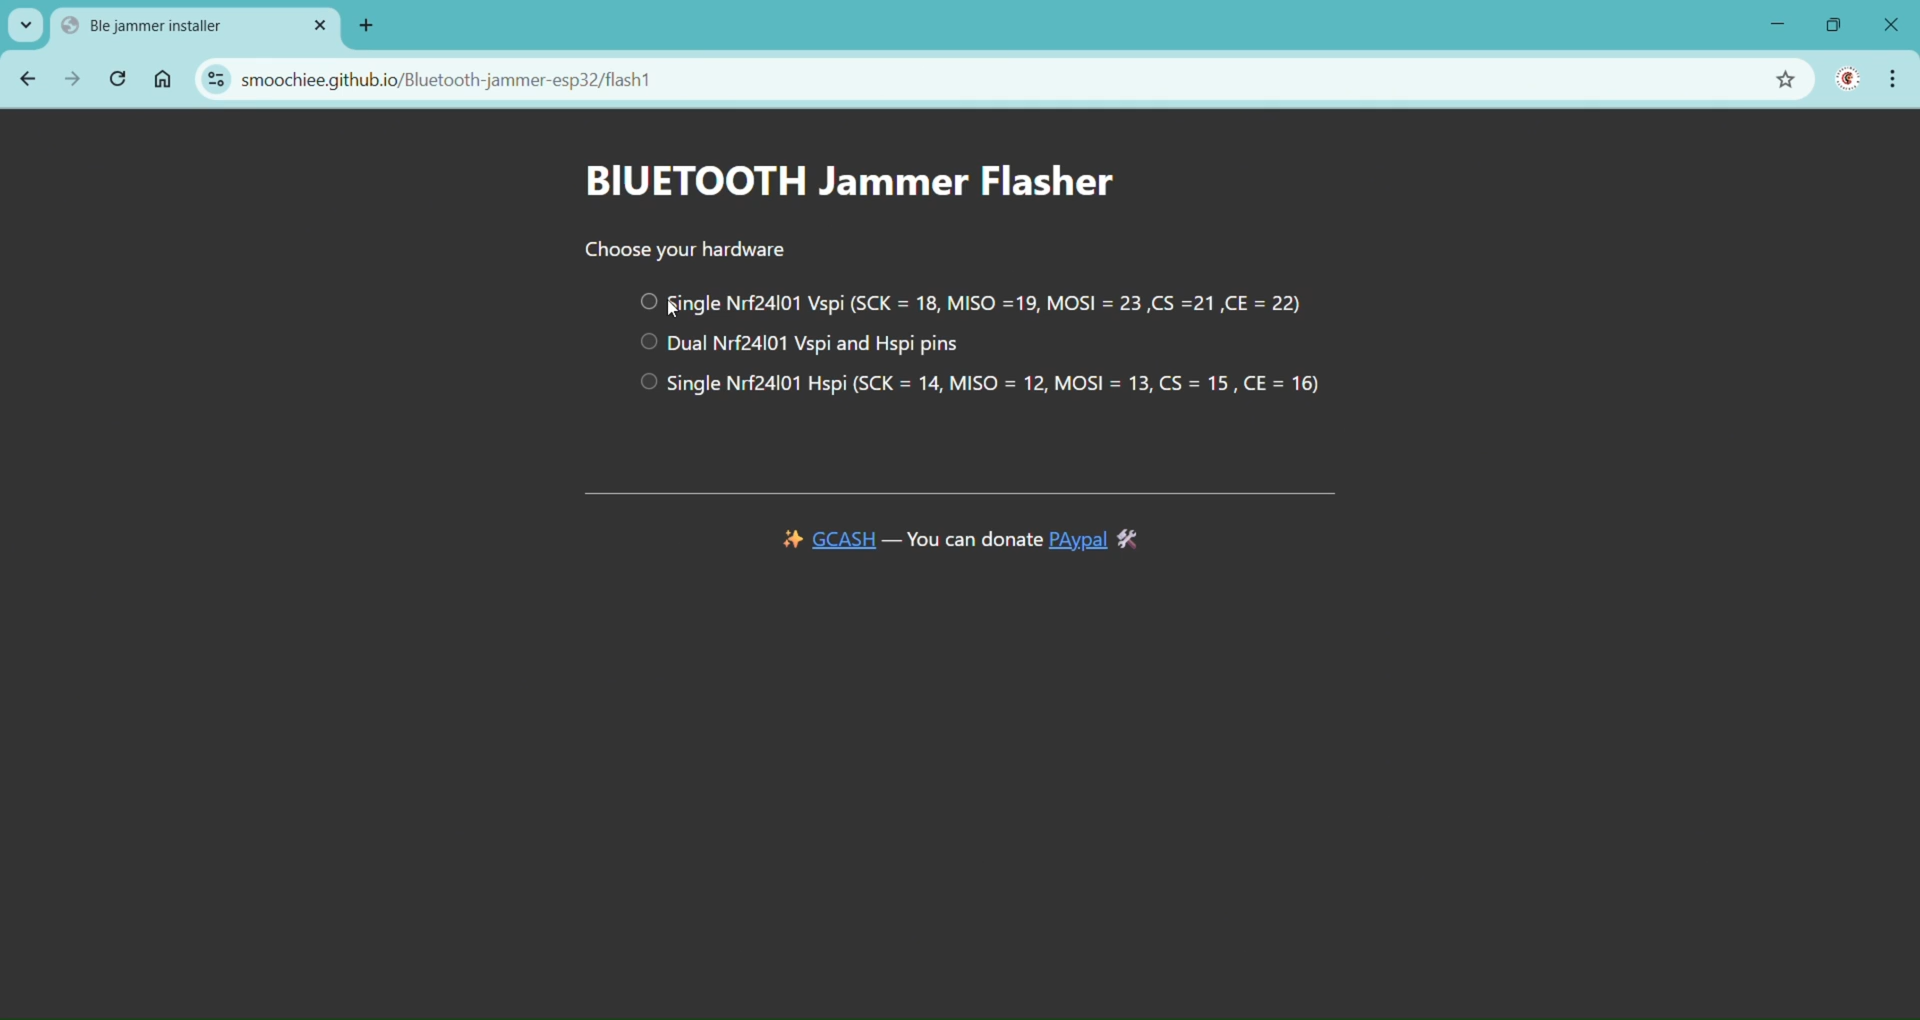 Ble jammer installer
smoochiee.github.io/Bluetooth-jammer-esp32/flash1
BlUETOOTH Jammer Flasher
Choose your hardware
Single Nrf24l01 Vspi (SCK = 18, MISO =19, MOSI = 23 ,CS =21 ,CE = 22)
Dual Nrf24l01 Vspi and Hspi pins
Single Nrf24l01 Hspi (SCK = 14, MISO = 12, MOSI = 13, CS = 15 , CE = 16)
✨ GCASH — You can donate PAypal 🛠